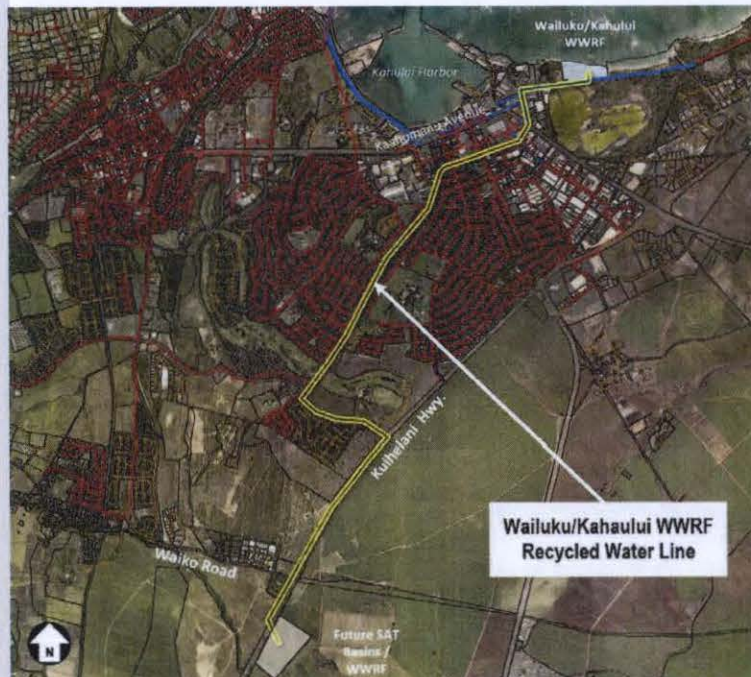 Wailuku/Kahului
WWRF
Kahului Harbor
Kaahumanu Avenue
Kuihelani Hwy.
Wailuku/Kahaului WWRF
Recycled Water Line
Waiko Road
Future SAT
Basins /
WWRF
N